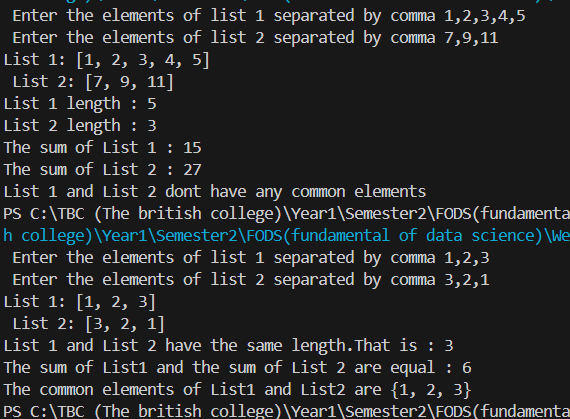 Enter the elements of list 1 separated by comma 1,2,3,4,5
Enter the elements of list 2 separated by comma 7,9,11
List 1: [1, 2, 3, 4, 5]
List 2: [7, 9, 11]
List 1 length : 5
List 2 length : 3
The sum of List 1 : 15
The sum of List 2 : 27
List 1 and List 2 dont have any common elements
PS C:\TBC (The british college)\Year1\Semester2\FODS(fundamenta
h college)\Year1\Semester2\FODS(fundamental of data science)\We
Enter the elements of list 1 separated by comma 1,2,3
Enter the elements of list 2 separated by comma 3,2,1
List 1: [1, 2, 3]
List 2: [3, 2, 1]
List 1 and List 2 have the same length.That is : 3
The sum of List1 and the sum of List 2 are equal : 6
The common elements of List1 and List2 are {1, 2, 3}
PS C:\TBC (The british college)\Year1\Semester2\FODS(fundamenta